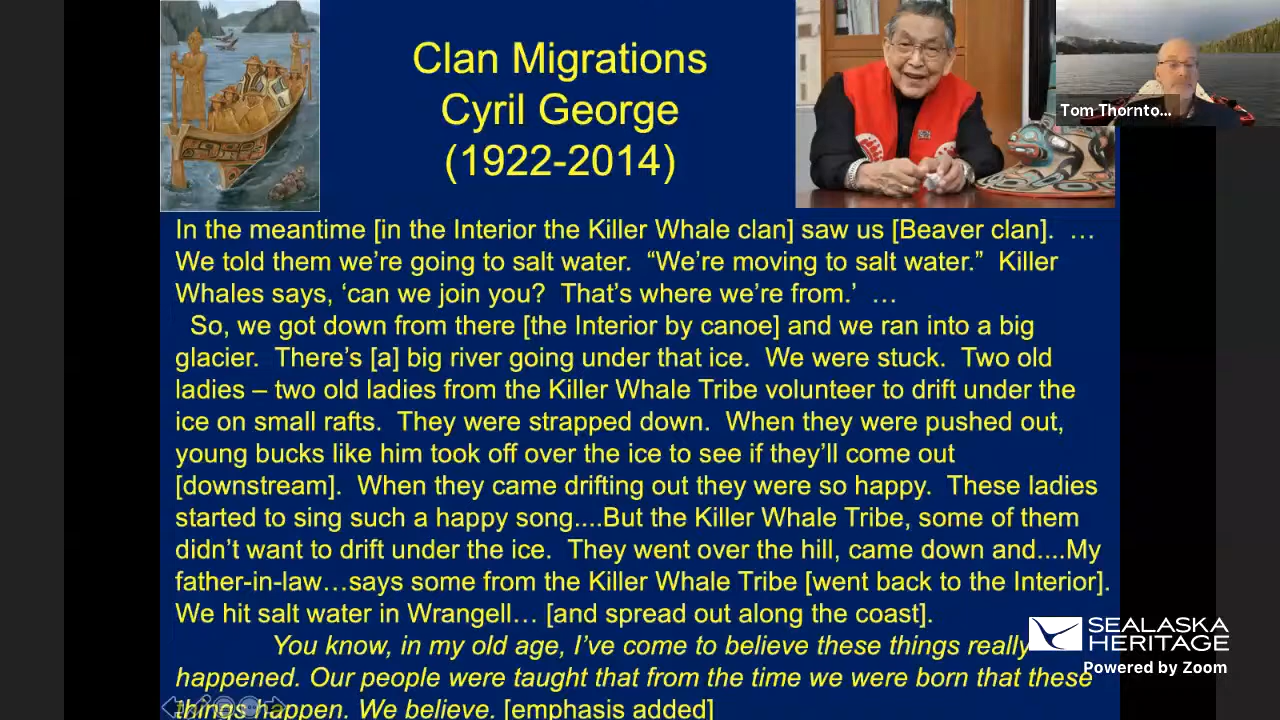 Clan Migrations
Cyril George
(1922-2014)
Tom Thornto...
In the meantime [in the Interior the Killer Whale clan] saw us [Beaver clan].  …
We told them we’re going to salt water.  “We’re moving to salt water.”  Killer
Whales says, ‘can we join you?  That’s where we’re from.’  …
So, we got down from there [the Interior by canoe] and we ran into a big
glacier.  There’s [a] big river going under that ice.  We were stuck.  Two old
ladies – two old ladies from the Killer Whale Tribe volunteer to drift under the
ice on small rafts.  They were strapped down.  When they were pushed out,
young bucks like him took off over the ice to see if they’ll come out
[downstream].  When they came drifting out they were so happy.  These ladies
started to sing such a happy song....But the Killer Whale Tribe, some of them
didn’t want to drift under the ice.  They went over the hill, came down and....My
father-in-law…says some from the Killer Whale Tribe [went back to the Interior].
We hit salt water in Wrangell… [and spread out along the coast].
You know, in my old age, I’ve come to believe these things really
happened. Our people were taught that from the time we were born that these
things happen. We believe. [emphasis added]
SEALASKA
HERITAGE
Powered by Zoom